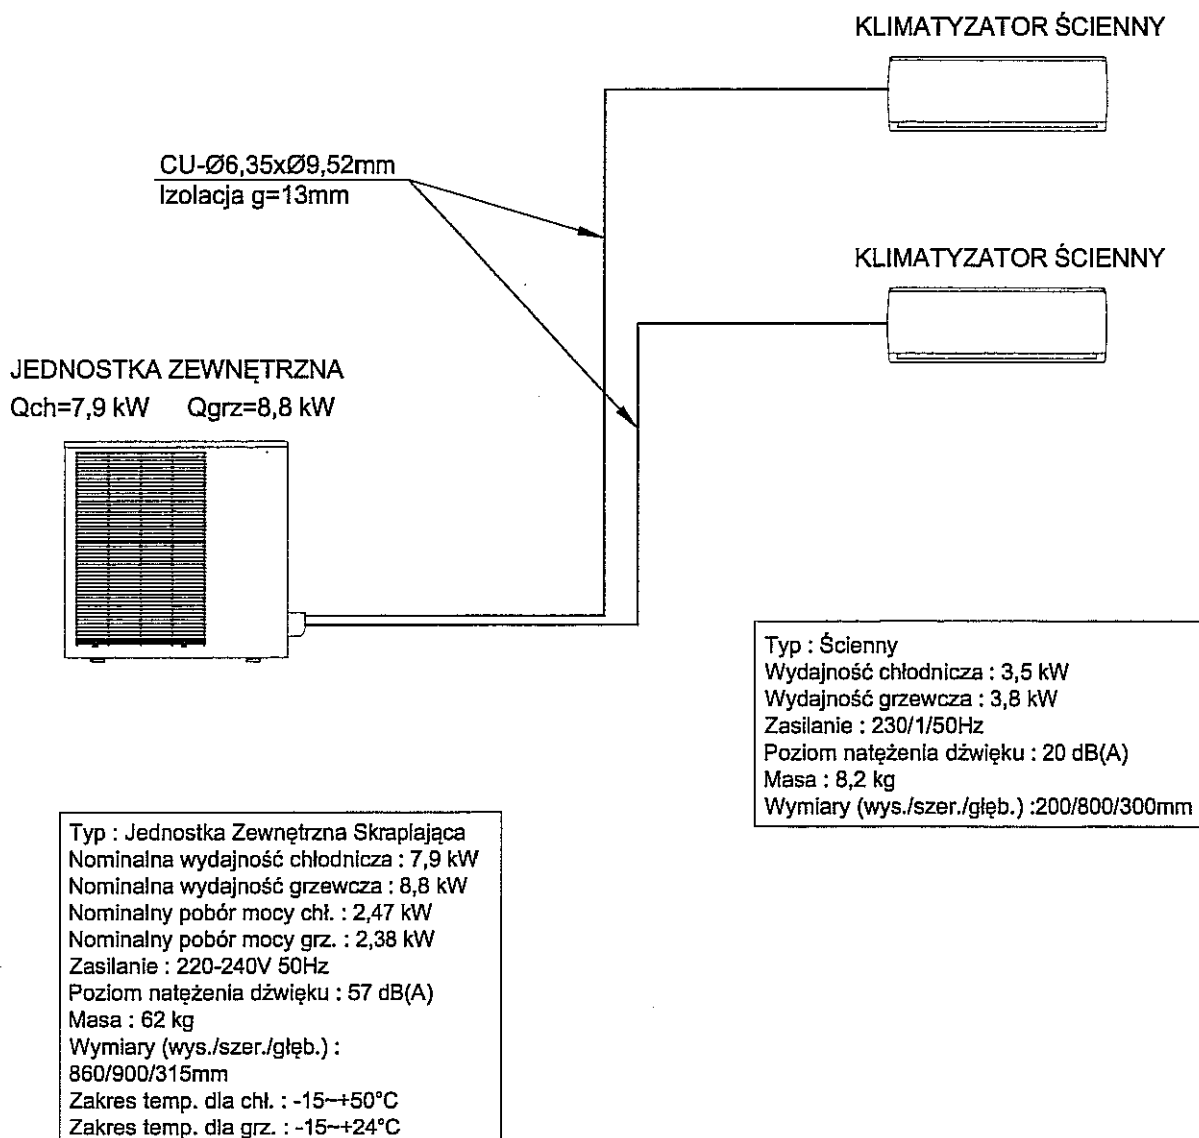 KLIMATYZATOR ŚCIENNY
CU-Ø6,35xØ9,52mm
Izolacja g=13mm
KLIMATYZATOR ŚCIENNY
JEDNOSTKA ZEWNĘTRZNA
Qch=7,9 kW Qgrz=8,8 kW
Typ : Ścienny
Wydajność chłodnicza : 3,5 kW
Wydajność grzewcza : 3,8 kW
Zasilanie : 230/1/50Hz
Poziom natężenia dźwięku : 20 dB(A)
Masa : 8,2 kg
Wymiary (wys./szer./głęb.) :200/800/300mm
Typ : Jednostka Zewnętrzna Skraplająca
Nominalna wydajność chłodnicza : 7,9 kW
Nominalna wydajność grzewcza : 8,8 kW
Nominalny pobór mocy chł. : 2,47 kW
Nominalny pobór mocy grz. : 2,38 kW
Zasilanie : 220-240V 50Hz
Poziom natężenia dźwięku : 57 dB(A)
Masa : 62 kg
Wymiary (wys./szer./głęb.) :
860/900/315mm
Zakres temp. dla chł. : -15~+50°C
Zakres temp. dla grz. : -15~+24°C